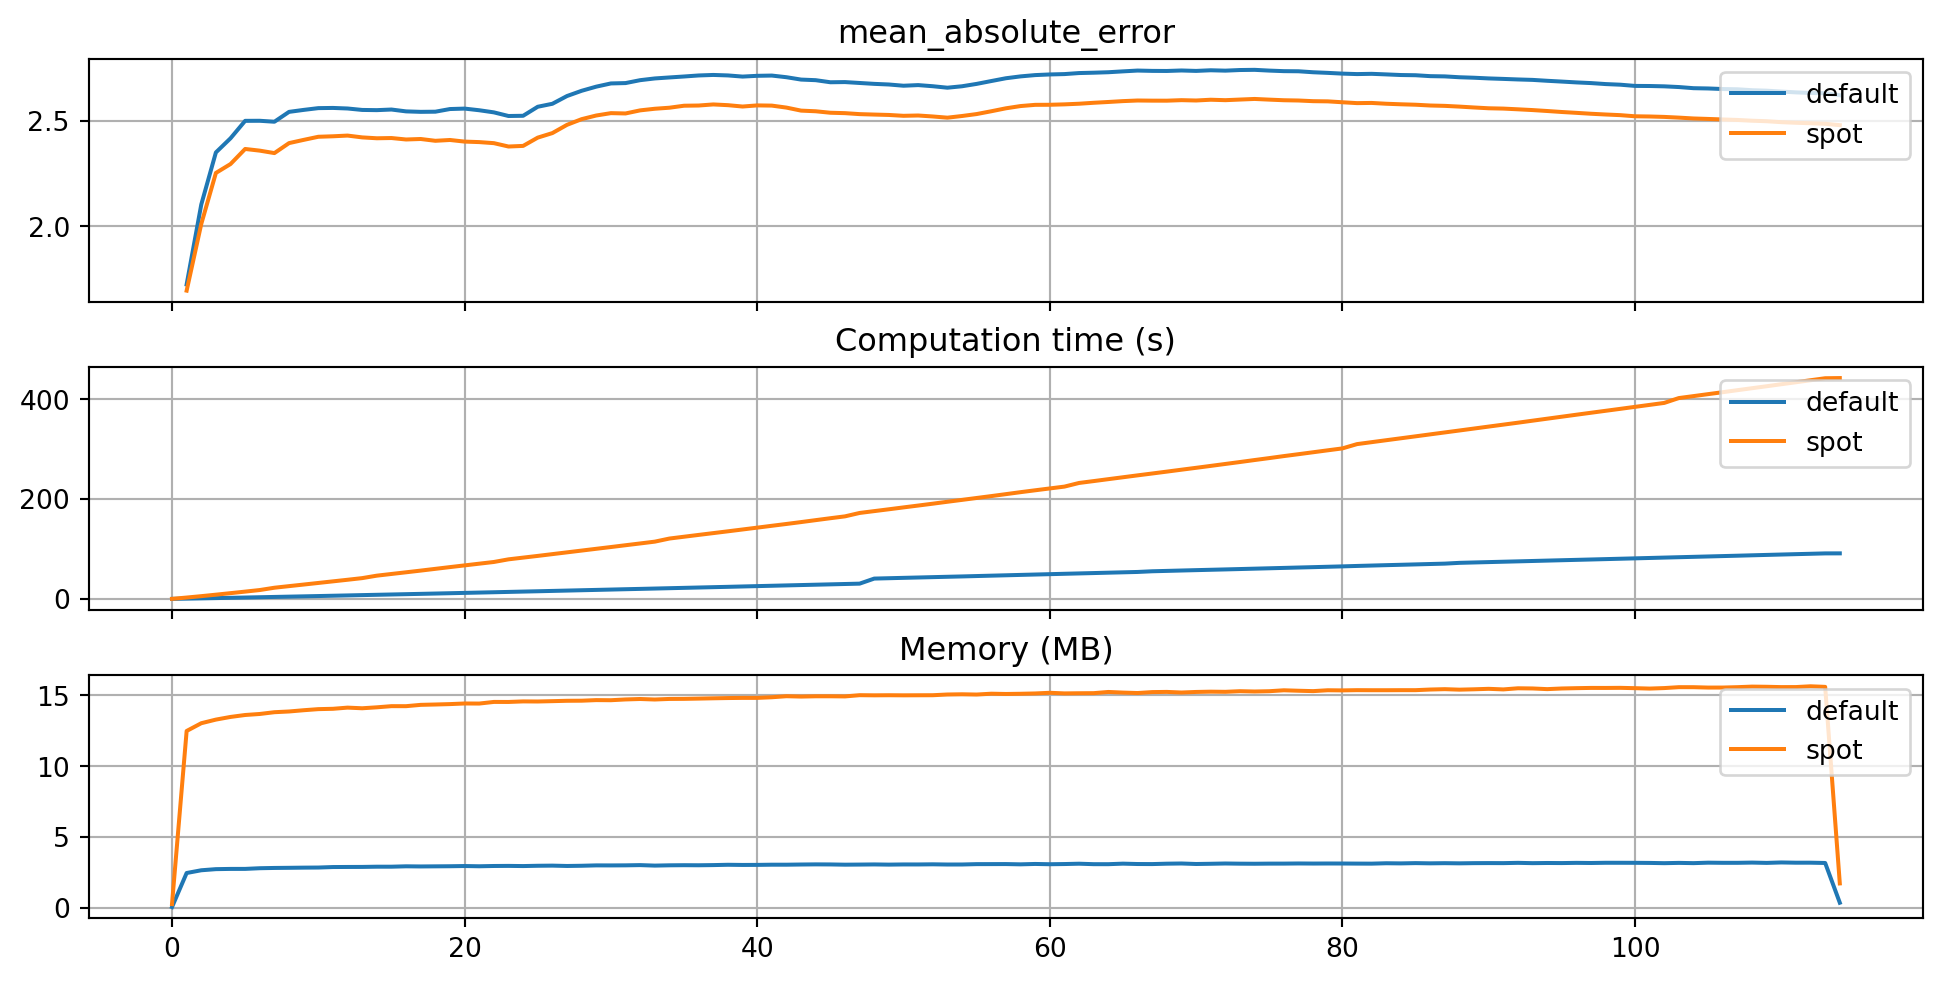 mean_absolute_error
2.5
2.0
default
spot
Computation time (s)
400
200
0
default
spot
Memory (MB)
15
10
5
0
default
spot
0 20 40 60 80 100